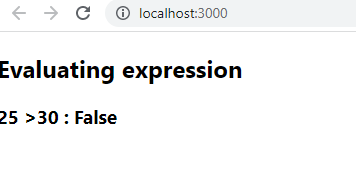 localhost:3000
Evaluating expression
25 >30 : False